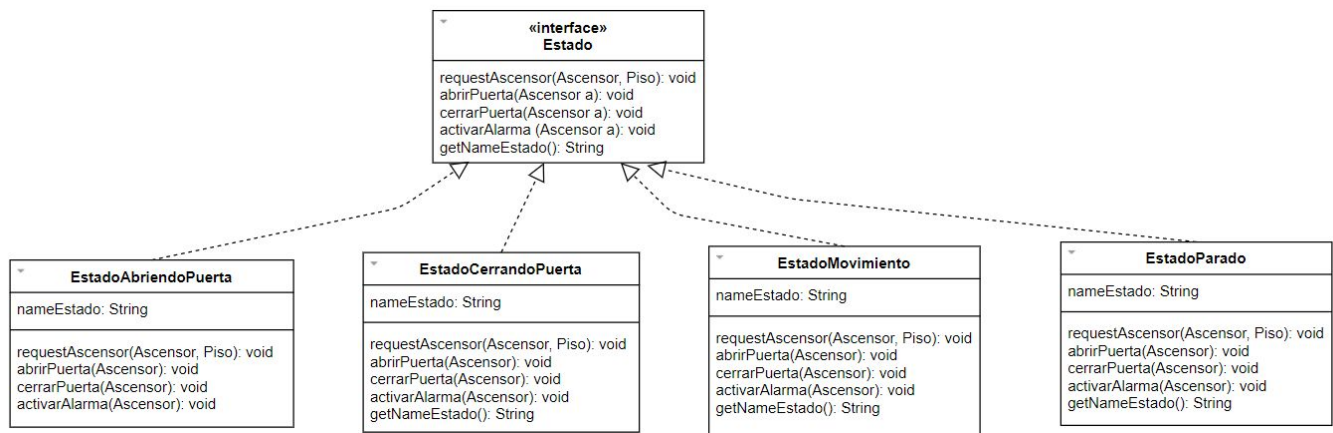 «interface»
Estado
requestAscensor(Ascensor, Piso): void
abrirPuerta(Ascensor a): void
cerrarPuerta(Ascensor a): void
activarAlarma (Ascensor a): void
getNameEstado(): String
EstadoAbriendoPuerta
nameEstado: String
requestAscensor(Ascensor, Piso): void
abrirPuerta(Ascensor): void
cerrarPuerta(Ascensor): void
activarAlarma(Ascensor): void
EstadoCerrandoPuerta
nameEstado: String
requestAscensor(Ascensor, Piso): void
abrirPuerta(Ascensor): void
cerrarPuerta(Ascensor): void
activarAlarma(Ascensor): void
getNameEstado(): String
EstadoMovimiento
nameEstado: String
requestAscensor(Ascensor, Piso): void
abrirPuerta(Ascensor): void
cerrarPuerta(Ascensor): void
activarAlarma(Ascensor): void
getNameEstado(): String
EstadoParado
nameEstado: String
requestAscensor(Ascensor, Piso): void
abrirPuerta(Ascensor): void
cerrarPuerta(Ascensor): void
activarAlarma(Ascensor): void
getNameEstado(): String